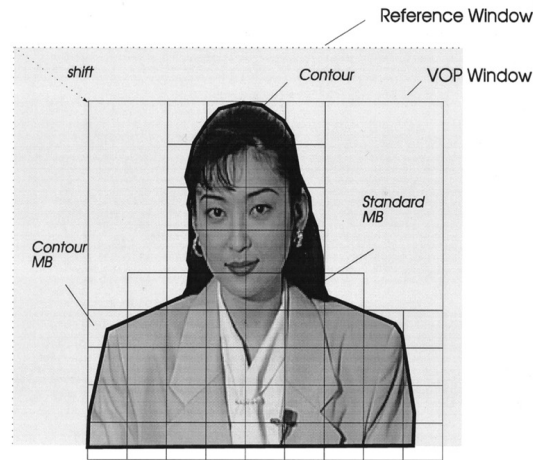 Reference Window
shift
Contour
VOP Window
Standard
MB
Contour
MB